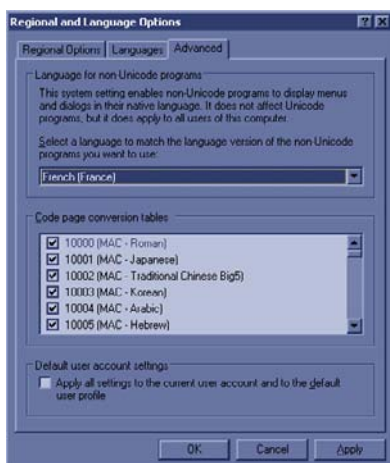 Regional and Language Options
Regional Options
Languages
Advanced
Language for non-Unicode programs
This system setting enables non-Unicode programs to display menus
and dialogs in their native language. It does not affect Unicode
programs, but it does apply to all users of this computer.
Select a language to match the language version of the non-Unicode
programs you want to use:
French (France)
Code page conversion tables
10000 (MAC - Roman)
10001 (MAC - Japanese)
10002 (MAC - Traditional Chinese Big5)
10003 (MAC - Korean)
10004 (MAC - Arabic)
10005 (MAC - Hebrew)
Default user account settings
Apply all settings to the current user account and to the default
user profile
OK
Cancel
Apply